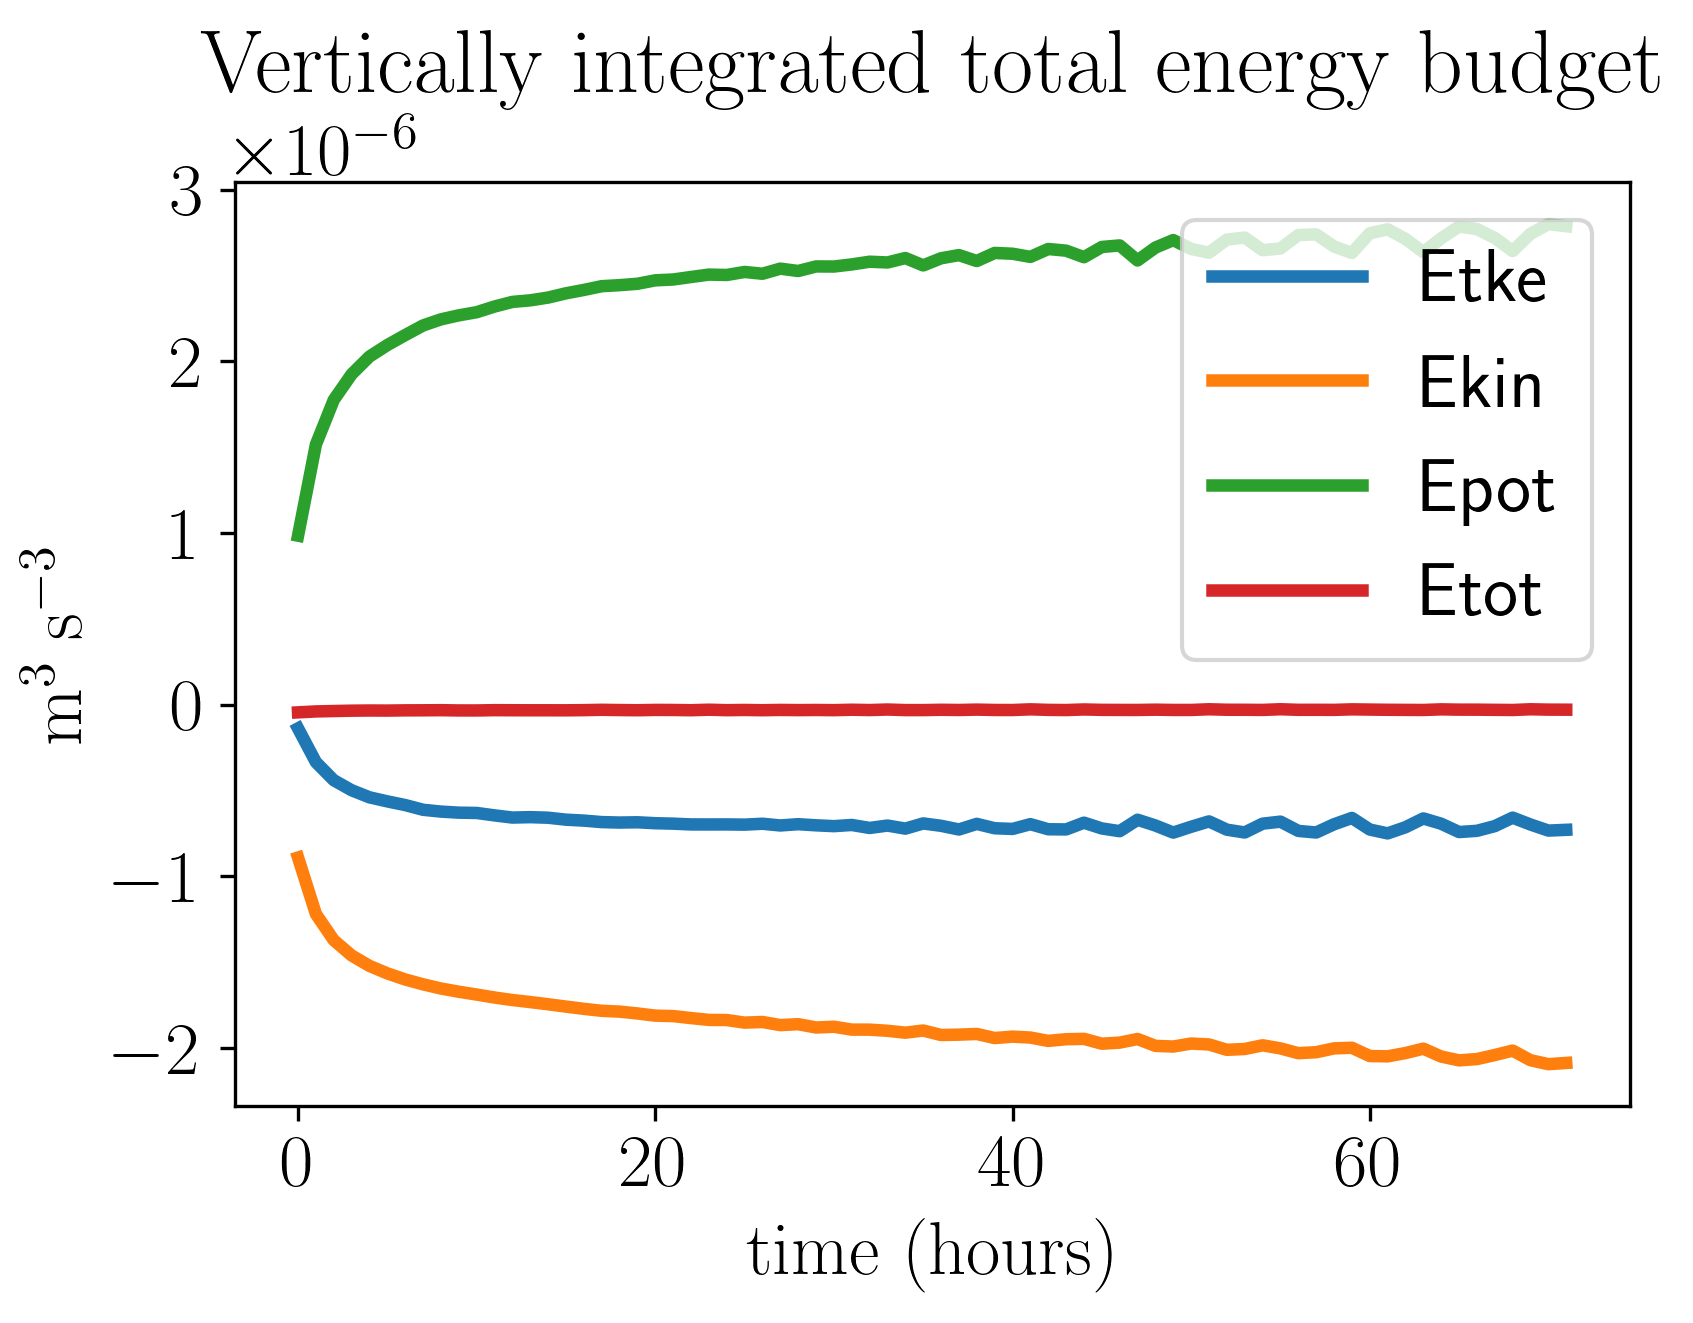 Vertically integrated total energy budget
×10⁻⁶
3
2
1
0
−1
−2
m³ s⁻³
Etke
Ekin
Epot
Etot
0 20 40 60
time (hours)